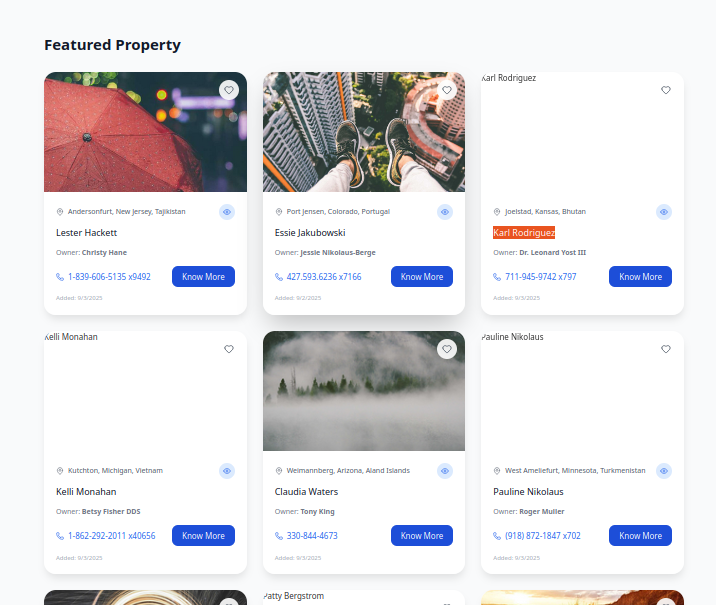 Featured Property
Karl Rodriguez
Andersonfurt, New Jersey, Tajikistan
Lester Hackett
Owner: Christy Hane
1-839-606-5135 x9492
Know More
Added: 9/3/2025
Port Jensen, Colorado, Portugal
Essie Jakubowski
Owner: Jessie Nikolaus-Berge
427.593.6236 x7166
Know More
Added: 9/2/2025
Joelstad, Kansas, Bhutan
Karl Rodriguez
Owner: Dr. Leonard Yost III
711-945-9742 x797
Know More
Added: 9/3/2025
Kelli Monahan
Kutchton, Michigan, Vietnam
Kelli Monahan
Owner: Betsy Fisher DDS
1-862-292-2011 x40656
Know More
Added: 9/3/2025
Weimannberg, Arizona, Aland Islands
Claudia Waters
Owner: Tony King
330-844-4673
Know More
Added: 9/3/2025
Pauline Nikolaus
West Ameliefurt, Minnesota, Turkmenistan
Pauline Nikolaus
Owner: Roger Muller
(918) 872-1847 x702
Know More
Added: 9/3/2025
Patty Bergstrom